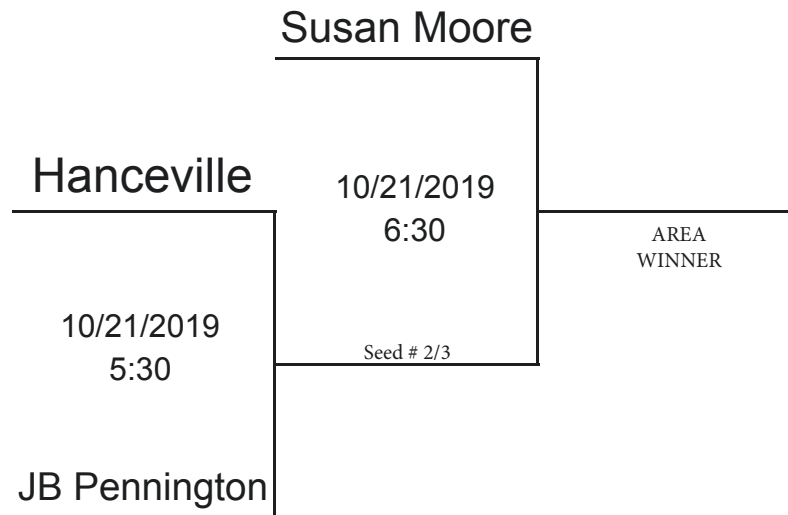 Susan Moore
Hanceville
10/21/2019
6:30
AREA
WINNER
10/21/2019
5:30
Seed # 2/3
JB Pennington